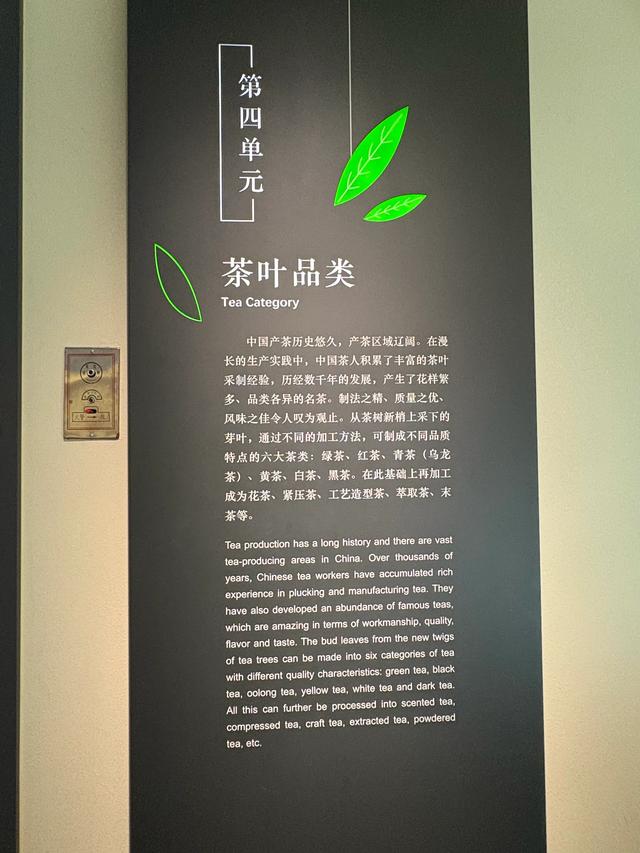 第四单元
茶叶品类
Tea Category
中国产茶历史悠久，产茶区域辽阔。在漫
长的生产实践中，中国茶人积累了丰富的茶叶
采制经验，历经数千年的发展，产生了花样繁
多、品类各异的名茶。制法之精、质量之优、
风味之佳令人叹为观止。从茶树新梢上采下的
芽叶，通过不同的加工方法，可制成不同品质
特点的六大茶类：绿茶、红茶、青茶（乌龙
茶）、黄茶、白茶、黑茶。在此基础上再加工
成为花茶、紧压茶、工艺造型茶、萃取茶、末
茶等。
Tea production has a long history and there are vast
tea-producing areas in China. Over thousands of
years, Chinese tea workers have accumulated rich
experience in plucking and manufacturing tea. They
have also developed an abundance of famous teas,
which are amazing in terms of workmanship, quality,
flavor and taste. The bud leaves from the new twigs
of tea trees can be made into six categories of tea
with different quality characteristics: green tea, black
tea, oolong tea, yellow tea, white tea and dark tea.
All this can further be processed into scented tea,
compressed tea, craft tea, extracted tea, powdered
tea, etc.